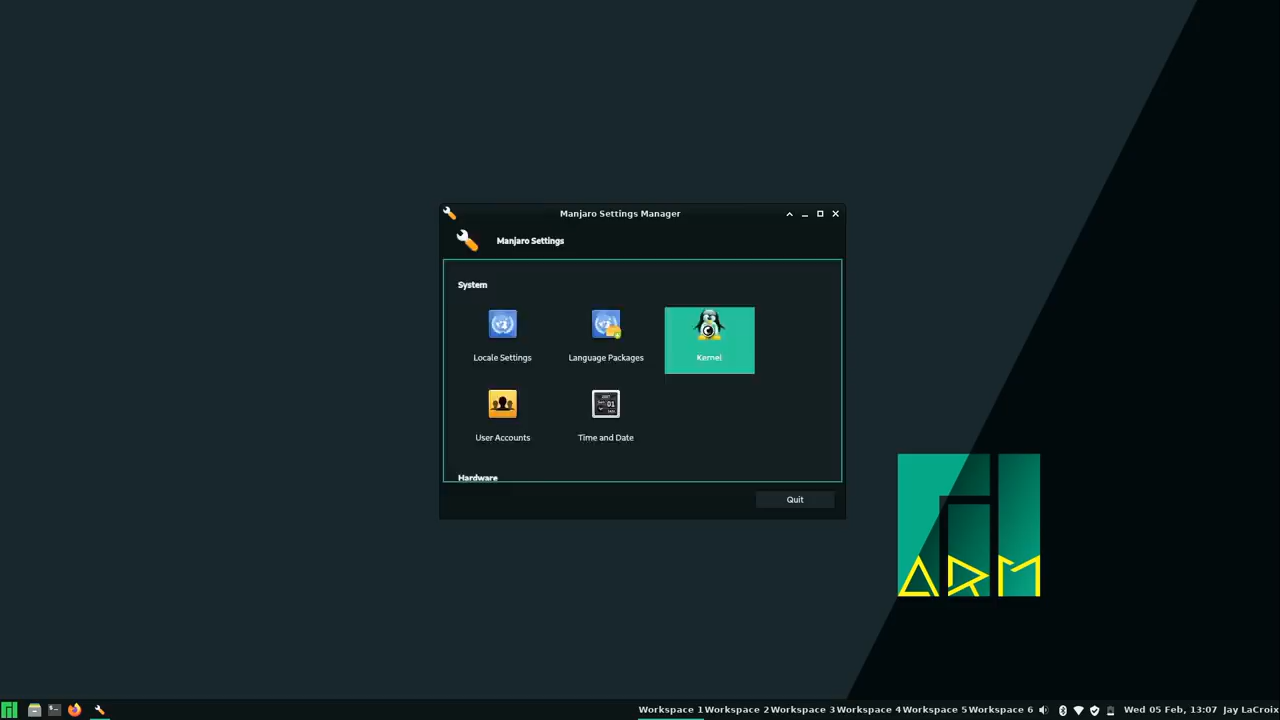 Manjaro Settings Manager
Manjaro Settings
System
Locale Settings
Language Packages
Kernel
User Accounts
Time and Date
Hardware
Quit
ARM
Workspace 1 Workspace 2 Workspace 3 Workspace 4 Workspace 5 Workspace 6
Wed 05 Feb, 13:07 Jay LaCroix